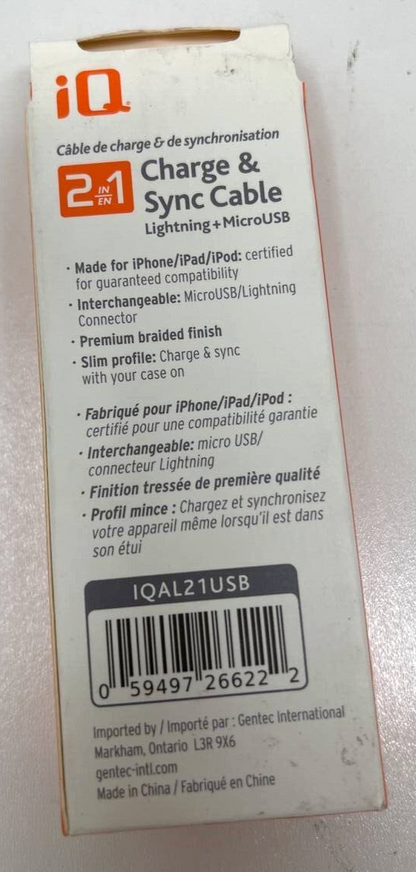 iQ
Câble de charge & de synchronisation
2 IN EN 1
Charge &
Sync Cable
Lightning+MicroUSB
· Made for iPhone/iPad/iPod: certified
for guaranteed compatibility
· Interchangeable: MicroUSB/Lightning
Connector
· Premium braided finish
· Slim profile: Charge & sync
with your case on
· Fabriqué pour iPhone/iPad/iPod :
certifié pour une compatibilité garantie
· Interchangeable: micro USB/
connecteur Lightning
· Finition tressée de première qualité
· Profil mince : Chargez et synchronisez
votre appareil même lorsqu'il est dans
son étui
IQAL21USB
0 59497 26622 2
Imported by / Importé par : Gentec International
Markham, Ontario L3R 9X6
gentec-intl.com
Made in China / Fabriqué en Chine